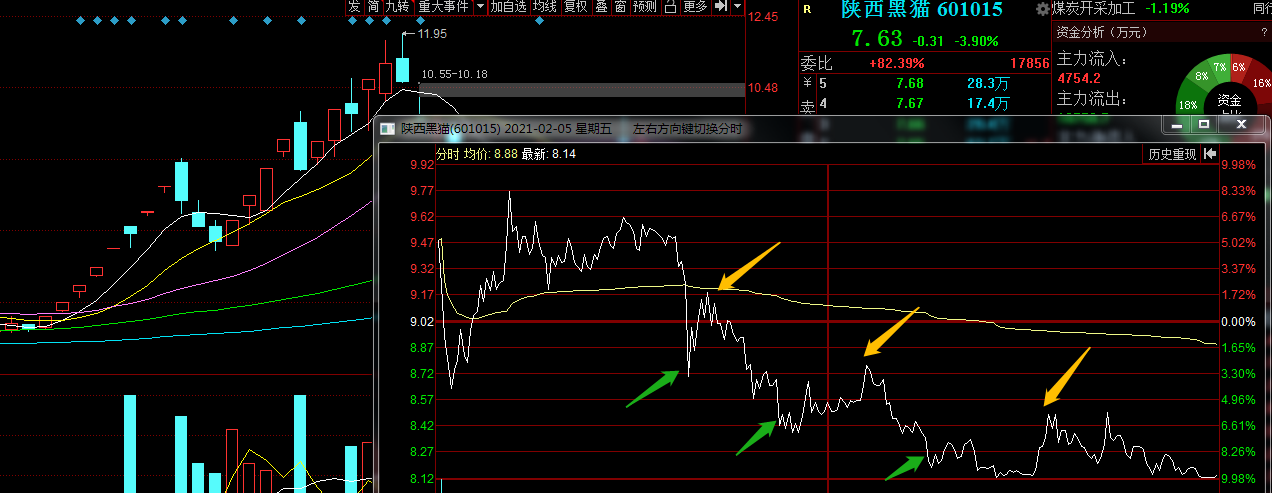 发 简 九转 重大事件 加自选 均线 复权 叠 窗 预测 更多
12.45
11.95
10.55-10.18
10.48
R 陕西黑猫 601015
7.63 -0.31 -3.90%
委比 +82.39% 17856
卖
5 7.68 28.3万
4 7.67 17.4万
煤炭开采加工 -1.19%
同行
资金分析（万元） ?
主力流入：
4754.2
主力流出：
资金
18%
8%
7%
6%
16%
陕西黑猫(601015) 2021-02-05 星期五 左右方向键切换分时
分时 均价: 8.88 最新: 8.14
历史重现
9.92 9.98%
9.77 8.33%
9.62 6.67%
9.47 5.02%
9.32 3.37%
9.17 1.72%
9.02 0.00%
8.87 1.65%
8.72 3.30%
8.57 4.96%
8.42 6.61%
8.27 8.26%
8.12 9.98%